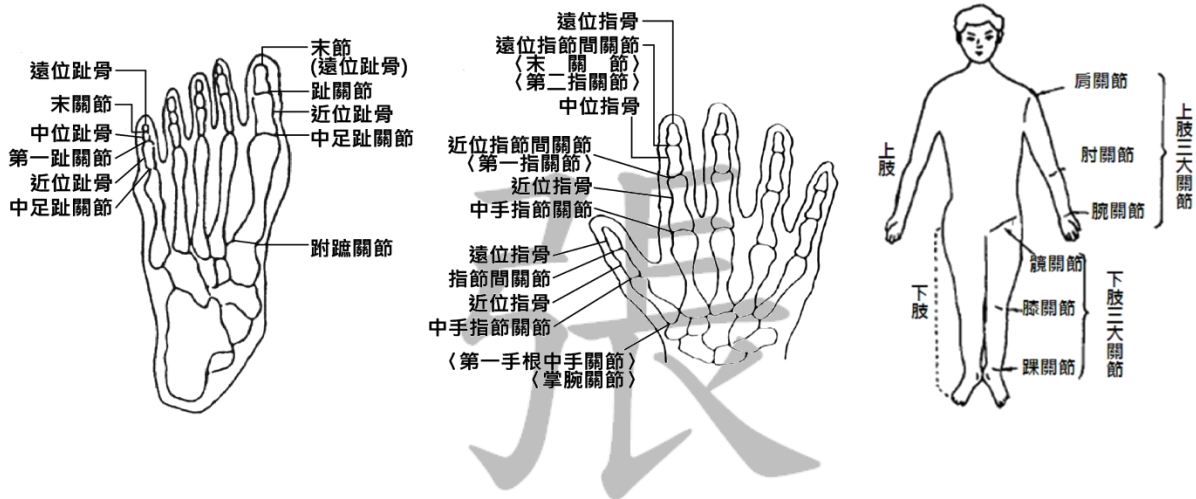 末節
(遠位趾骨)
趾關節
近位趾骨
中足趾關節
跗蹠關節
遠位趾骨
末關節
中位趾骨
第一趾關節
近位趾骨
中足趾關節
遠位指骨
遠位指節間關節
〈末關節〉
〈第二指關節〉
中位指骨
近位指節間關節
〈第一指關節〉
近位指骨
中手指節關節
遠位指骨
指節間關節
近位指骨
中手指節關節
〈第一手根中手關節〉
〈掌腕關節〉
張
肩關節
肘關節
腕關節
上肢三大關節
上肢
髖關節
膝關節
踝關節
下肢三大關節
下肢